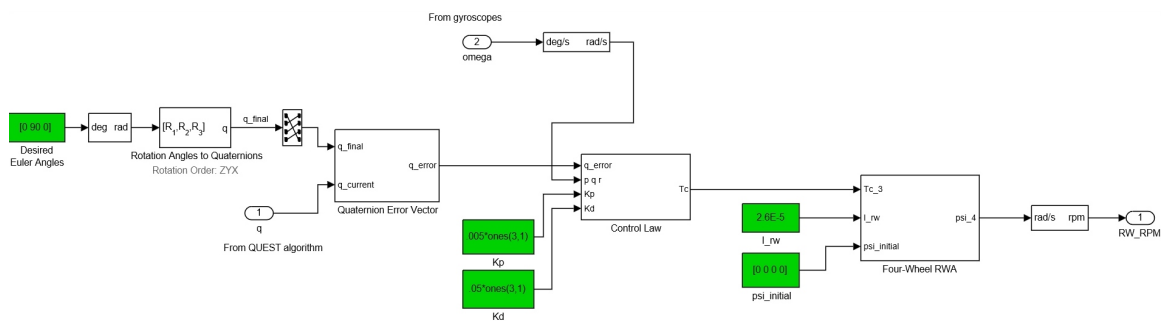 From gyroscopes
2
omega
deg/s rad/s
[0 90 0]
Desired
Euler Angles
deg rad
[R1,R2,R3] q
Rotation Angles to Quaternions
Rotation Order: ZYX
q_final
q_final
q_current
q_error
Quaternion Error Vector
1
q
From QUEST algorithm
q_error
p q r
Kp
Kd
Tc
Control Law
.005*ones(3,1)
Kp
.05*ones(3,1)
Kd
2.6E-5
I_rw
[0 0 0 0]
psi_initial
Tc_3
I_rw
psi_initial
psi_4
Four-Wheel RWA
rad/s rpm
1
RW_RPM